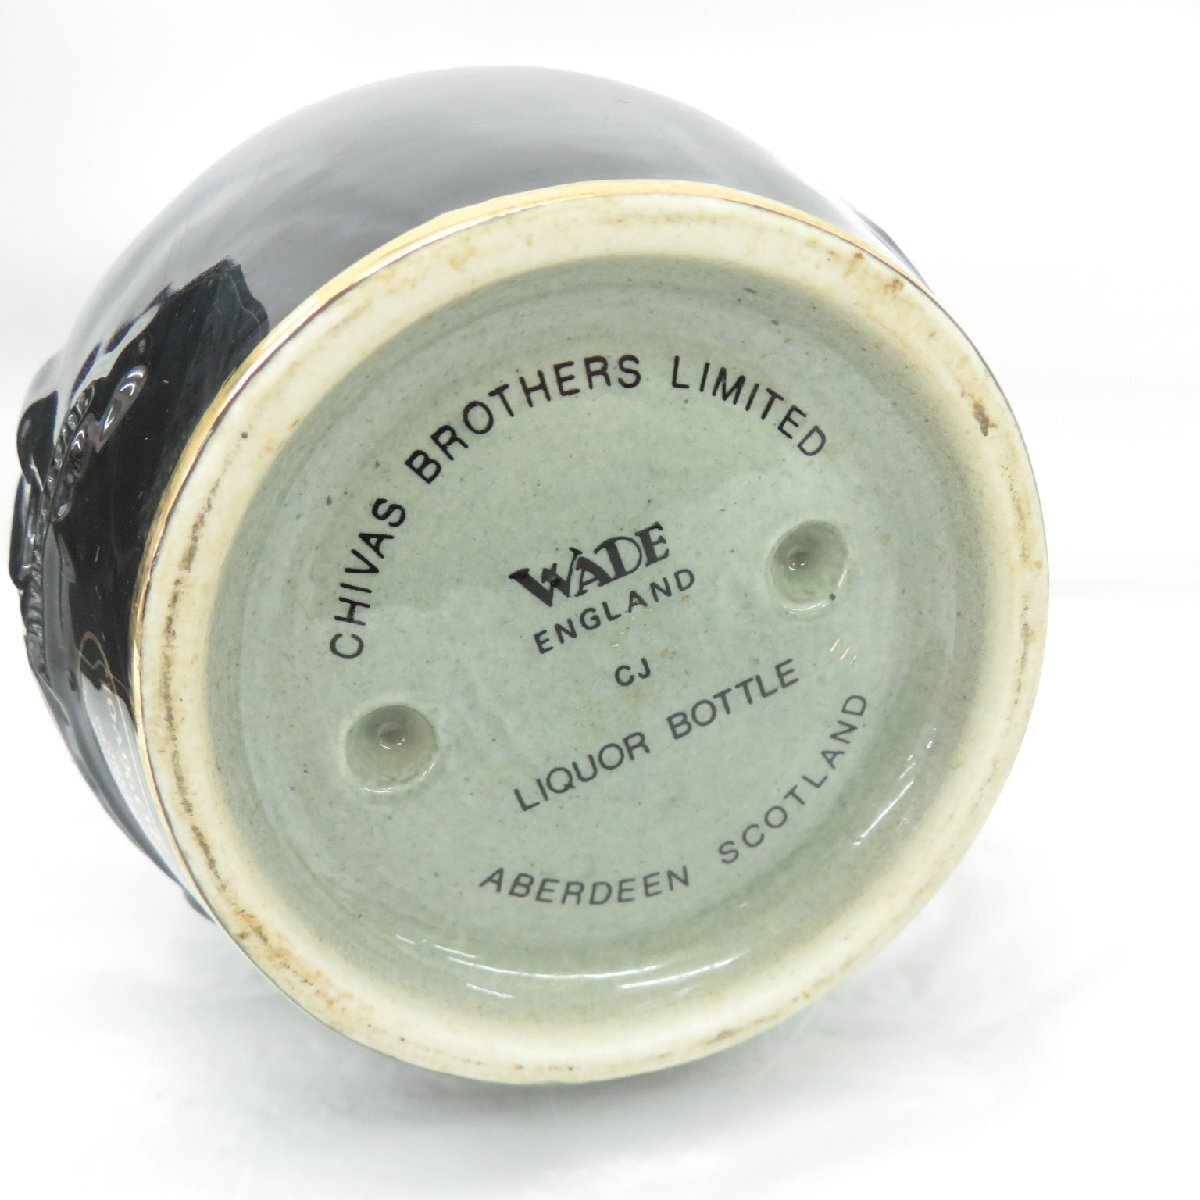 CHIVAS BROTHERS LIMITED
WADE
ENGLAND
CJ
LIQUOR BOTTLE
ABERDEEN SCOTLAND